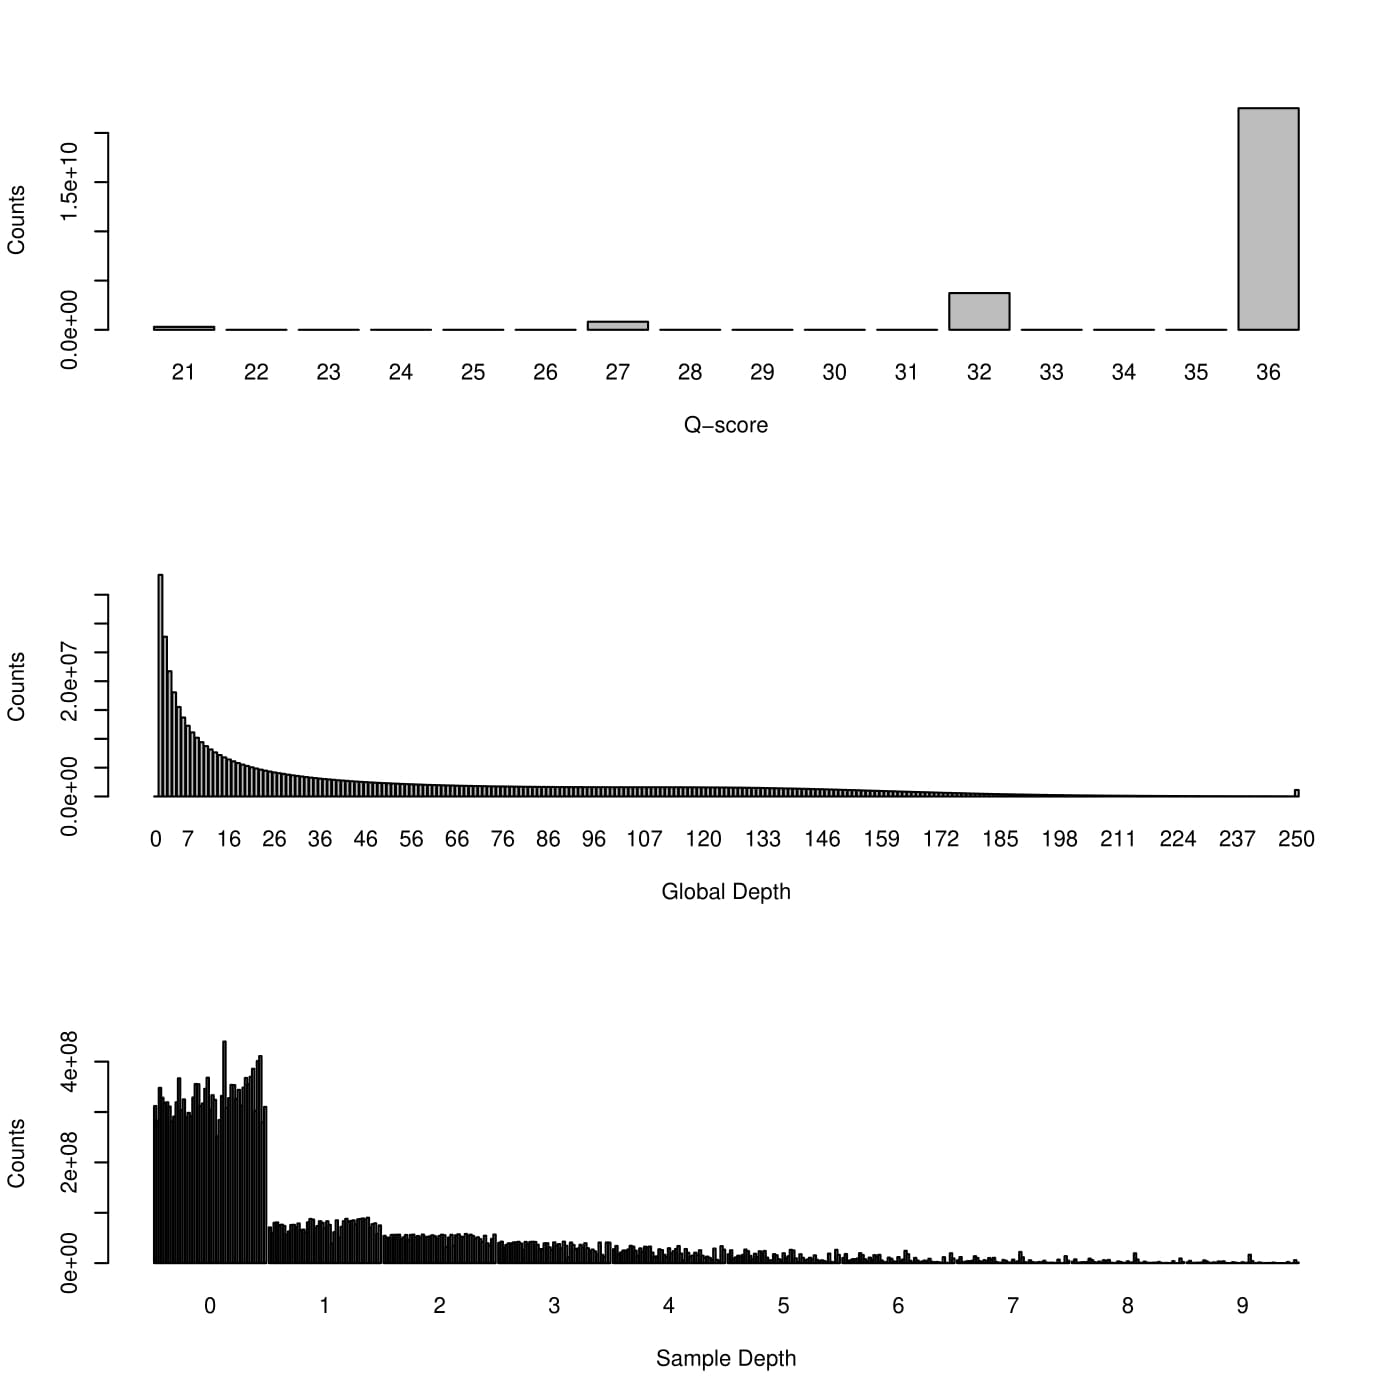 Counts
0.0e+00 1.5e+10
21 22 23 24 25 26 27 28 29 30 31 32 33 34 35 36
Q−score
Counts
0.0e+00 2.0e+07
0 7 16 26 36 46 56 66 76 86 96 107 120 133 146 159 172 185 198 211 224 237 250
Global Depth
Counts
0e+00 2e+08 4e+08
0 1 2 3 4 5 6 7 8 9
Sample Depth